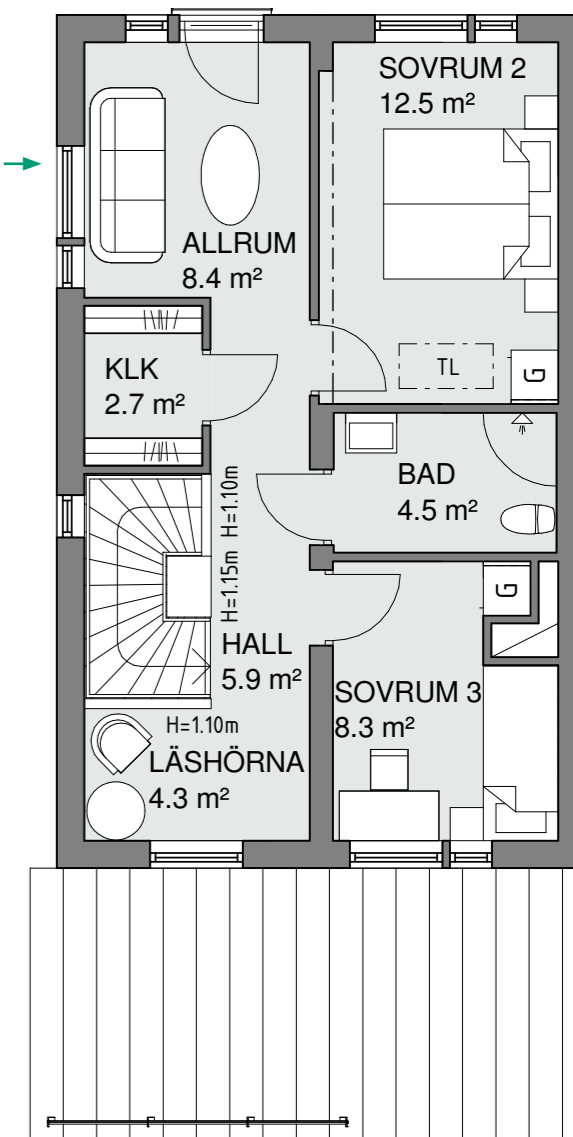 SOVRUM 2
12.5 m²
ALLRUM
8.4 m²
KLK
2.7 m²
TL
G
BAD
4.5 m²
H=1.10m
H=1.15m
G
HALL
5.9 m²
SOVRUM 3
8.3 m²
H=1.10m
LÄSHÖRNA
4.3 m²